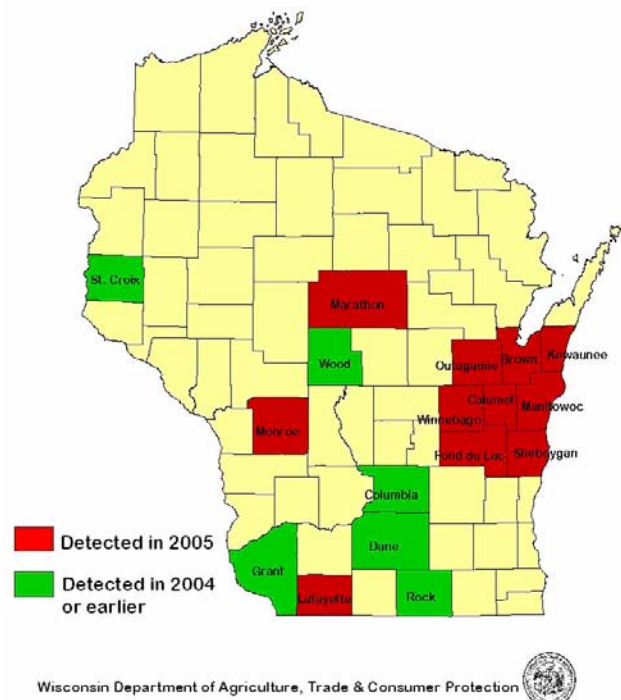 St. Croix
Marathon
Wood
Outagamie
Brown
Kewaunee
Calumet
Manitowoc
Winnebago
Monroe
Fond du Lac
Sheboygan
Columbia
Dane
Grant
Lafayette
Rock
Detected in 2005
Detected in 2004
or earlier
Wisconsin Department of Agriculture, Trade & Consumer Protection